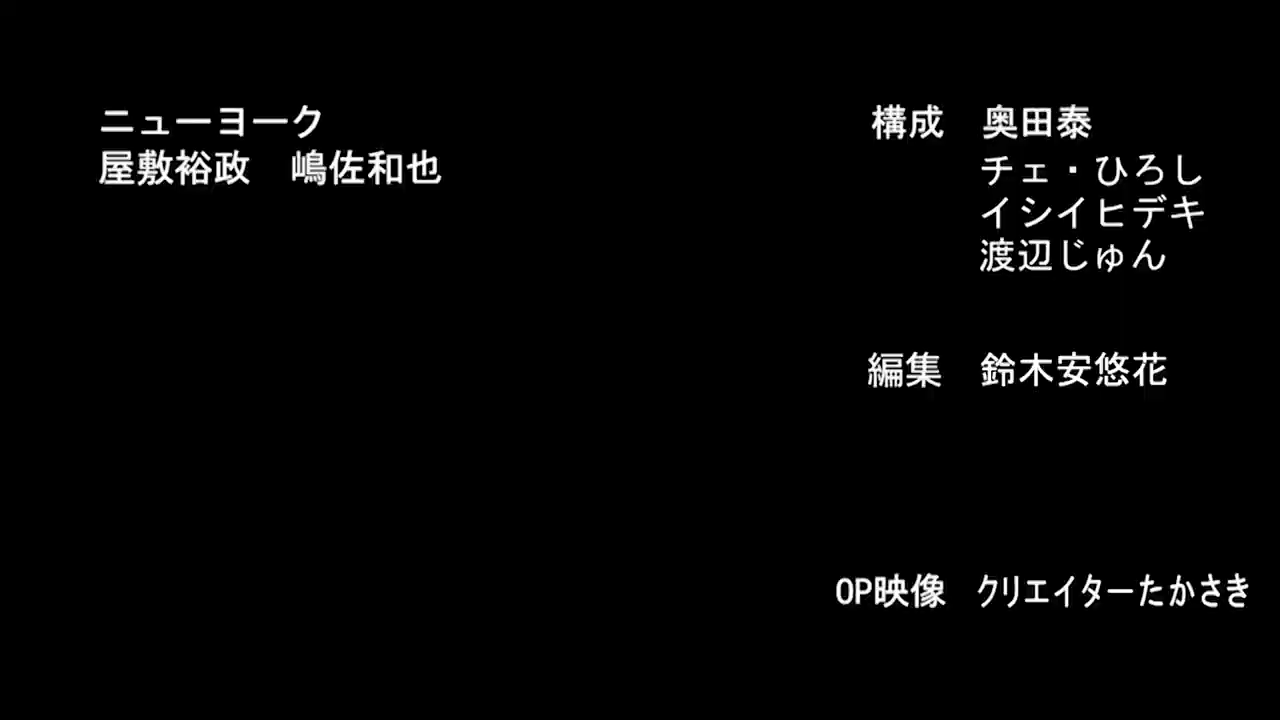 ニューヨーク
屋敷裕政　嶋佐和也
構成　奥田泰
チェ・ひろし
イシイヒデキ
渡辺じゅん
編集　鈴木安悠花
OP映像　クリエイターたかさき